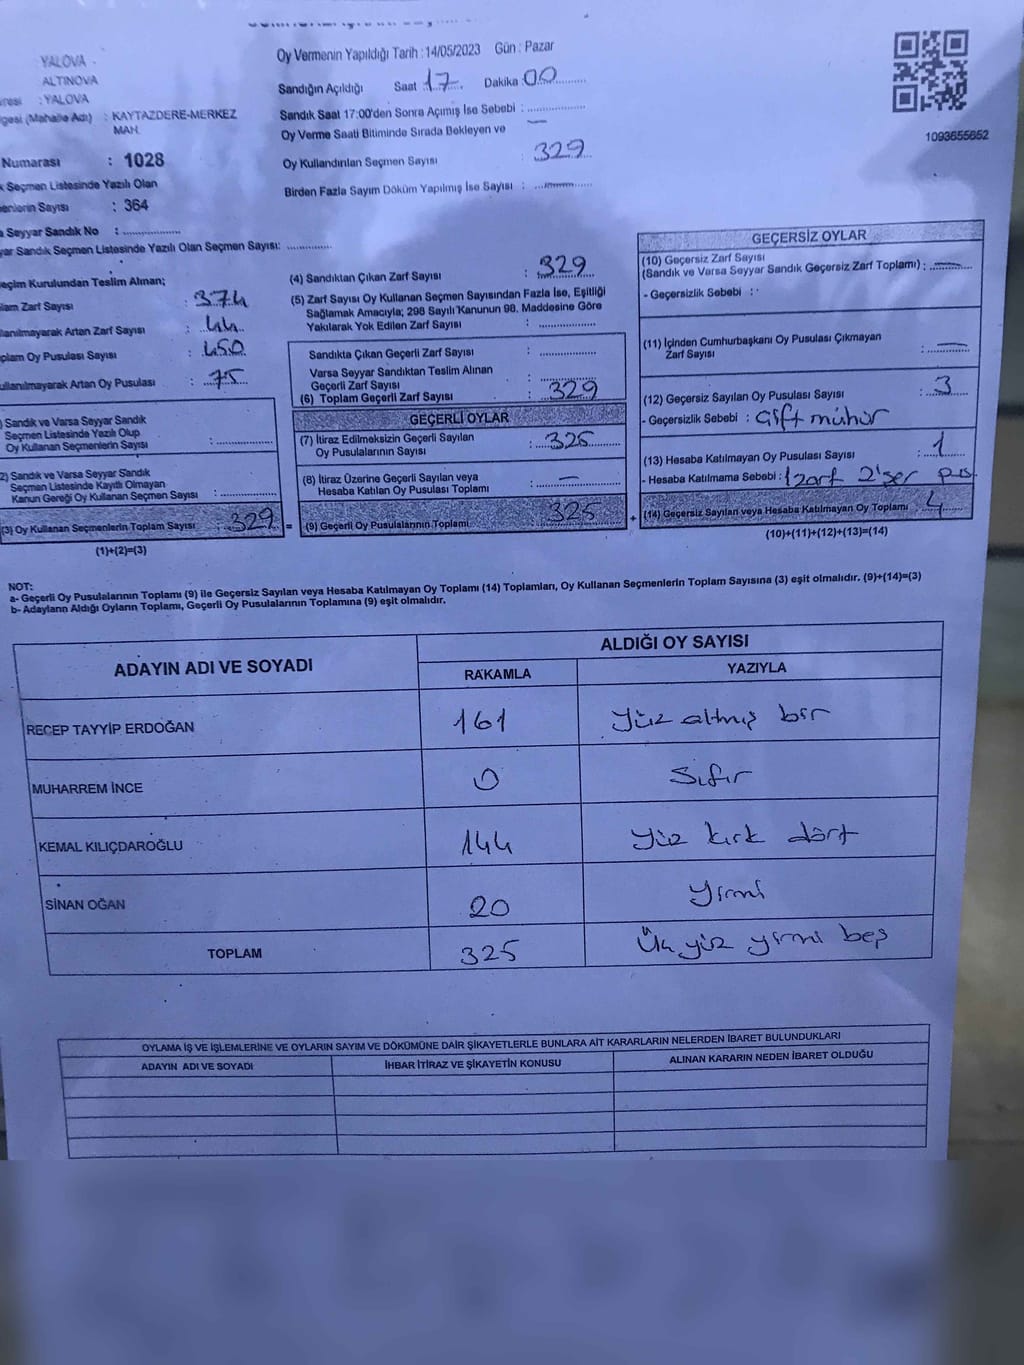 YALOVA
ALTINOVA
: YALOVA
(Mahalle Adı) : KAYTAZDERE-MERKEZ
MAH.
Numarası : 1028
Seçmen Listesinde Yazılı Olan
Sayısı : 364
Seyyar Sandık No : ................
Sandık Seçmen Listesinde Yazılı Olan Seçmen Sayısı: .............
Oy Vermenin Yapıldığı Tarih : 14/05/2023 Gün : Pazar
Sandığın Açıldığı Saat 17 Dakika 00
Sandık Saat 17:00'den Sonra Açımış İse Sebebi : ...............
Oy Verme Saati Bitiminde Sırada Bekleyen ve —
Oy Kullandırılan Seçmen Sayısı : 329
Birden Fazla Sayım Döküm Yapılmış İse Sayısı : —
1093655652
Kurulundan Teslim Alınan;
Zarf Sayısı : 374
Artan Zarf Sayısı : 44
Oy Pusulası Sayısı : 450
Artan Oy Pusulası : 75
Sandık ve Varsa Seyyar Sandık
Seçmen Listesinde Yazılı Olup
Oy Kullanan Seçmenlerin Sayısı : ...............
2) Sandık ve Varsa Seyyar Sandık
Seçmen Listesinde Kayıtlı Olmayan
Kanun Gereği Oy Kullanan Seçmen Sayısı : ...............
(3) Oy Kullanan Seçmenlerin Toplam Sayısı : 329 =
(1)+(2)=(3)
(4) Sandıktan Çıkan Zarf Sayısı : 329
(5) Zarf Sayısı Oy Kullanan Seçmen Sayısından Fazla İse, Eşitliği
Sağlamak Amacıyla; 298 Sayılı Kanunun 98. Maddesine Göre
Yakılarak Yok Edilen Zarf Sayısı : ...............
Sandıkta Çıkan Geçerli Zarf Sayısı : ...............
Varsa Seyyar Sandıktan Teslim Alınan
Geçerli Zarf Sayısı : ...............
(6) Toplam Geçerli Zarf Sayısı : 329
GEÇERLİ OYLAR
(7) İtiraz Edilmeksizin Geçerli Sayılan
Oy Pusulalarının Sayısı : 325
(8) İtiraz Üzerine Geçerli Sayılan veya
Hesaba Katılan Oy Pusulası Toplamı : —
(9) Geçerli Oy Pusulalarının Toplamı : 325 +
GEÇERSİZ OYLAR
(10) Geçersiz Zarf Sayısı
(Sandık ve Varsa Seyyar Sandık Geçersiz Zarf Toplamı) : —
- Geçersizlik Sebebi :
(11) İçinden Cumhurbaşkanı Oy Pusulası Çıkmayan
Zarf Sayısı : —
(12) Geçersiz Sayılan Oy Pusulası Sayısı : 3
- Geçersizlik Sebebi : Çift mühür
(13) Hesaba Katılmayan Oy Pusulası Sayısı : 1
- Hesaba Katılmama Sebebi : 1 zarf 2'şer pus
(14) Geçersiz Sayılan veya Hesaba Katılmayan Oy Toplamı : 4
(10)+(11)+(12)+(13)=(14)
NOT:
a- Geçerli Oy Pusulalarının Toplamı (9) ile Geçersiz Sayılan veya Hesaba Katılmayan Oy Toplamı (14) Toplamları, Oy Kullanan Seçmenlerin Toplam Sayısına (3) eşit olmalıdır. (9)+(14)=(3)
b- Adayların Aldığı Oyların Toplamı, Geçerli Oy Pusulalarının Toplamına (9) eşit olmalıdır.
ADAYIN ADI VE SOYADI ALDIĞI OY SAYISI
RAKAMLA YAZIYLA
RECEP TAYYİP ERDOĞAN 161 Yüz altmış bir
MUHARREM İNCE 0 Sıfır
KEMAL KILIÇDAROĞLU 144 Yüz kırk dört
SİNAN OĞAN 20 Yirmi
TOPLAM 325 Üç yüz yirmi beş
OYLAMA İŞ VE İŞLEMLERİNE VE OYLARIN SAYIM VE DÖKÜMÜNE DAİR ŞİKAYETLERLE BUNLARA AİT KARARLARIN NELERDEN İBARET BULUNDUKLARI
ADAYIN ADI VE SOYADI İHBAR İTİRAZ VE ŞİKAYETİN KONUSU ALINAN KARARIN NEDEN İBARET OLDUĞU